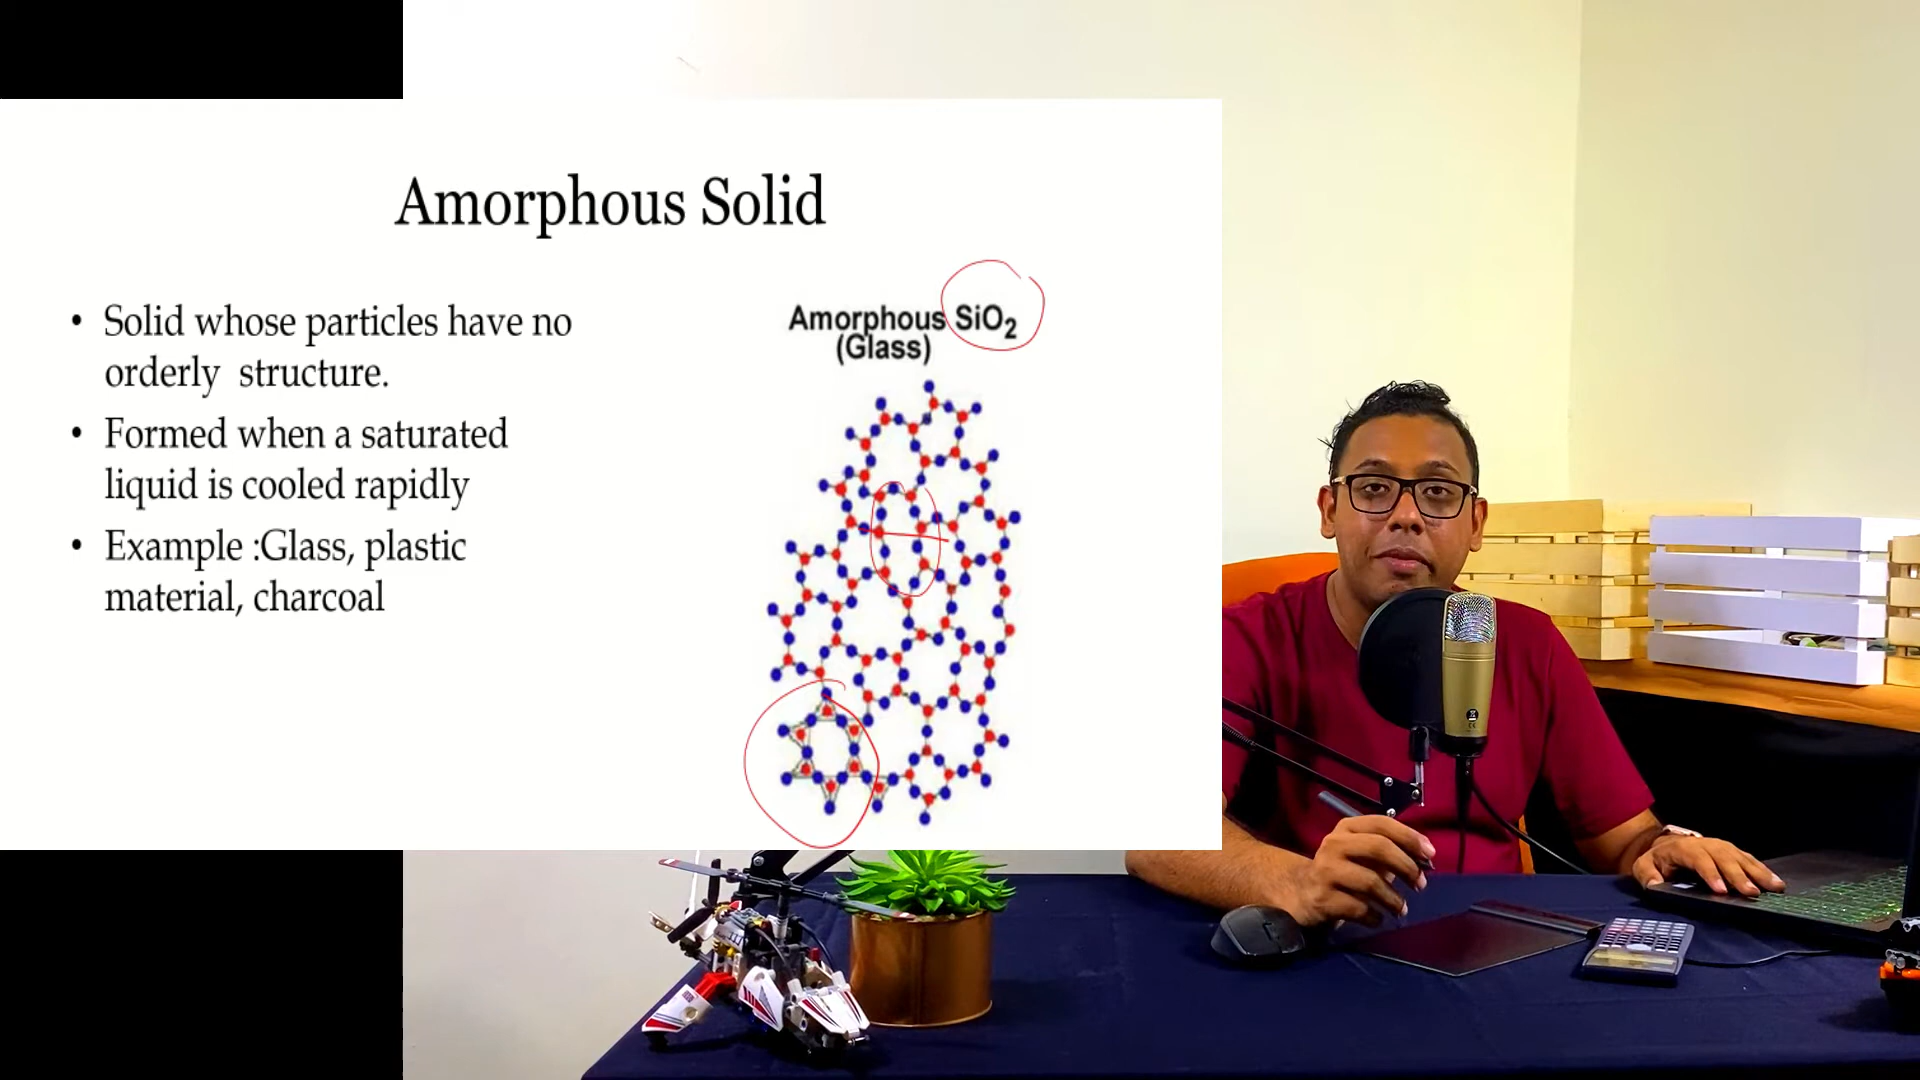 Amorphous Solid
• Solid whose particles have no
orderly structure.
• Formed when a saturated
liquid is cooled rapidly
• Example :Glass, plastic
material, charcoal
Amorphous SiO₂
(Glass)